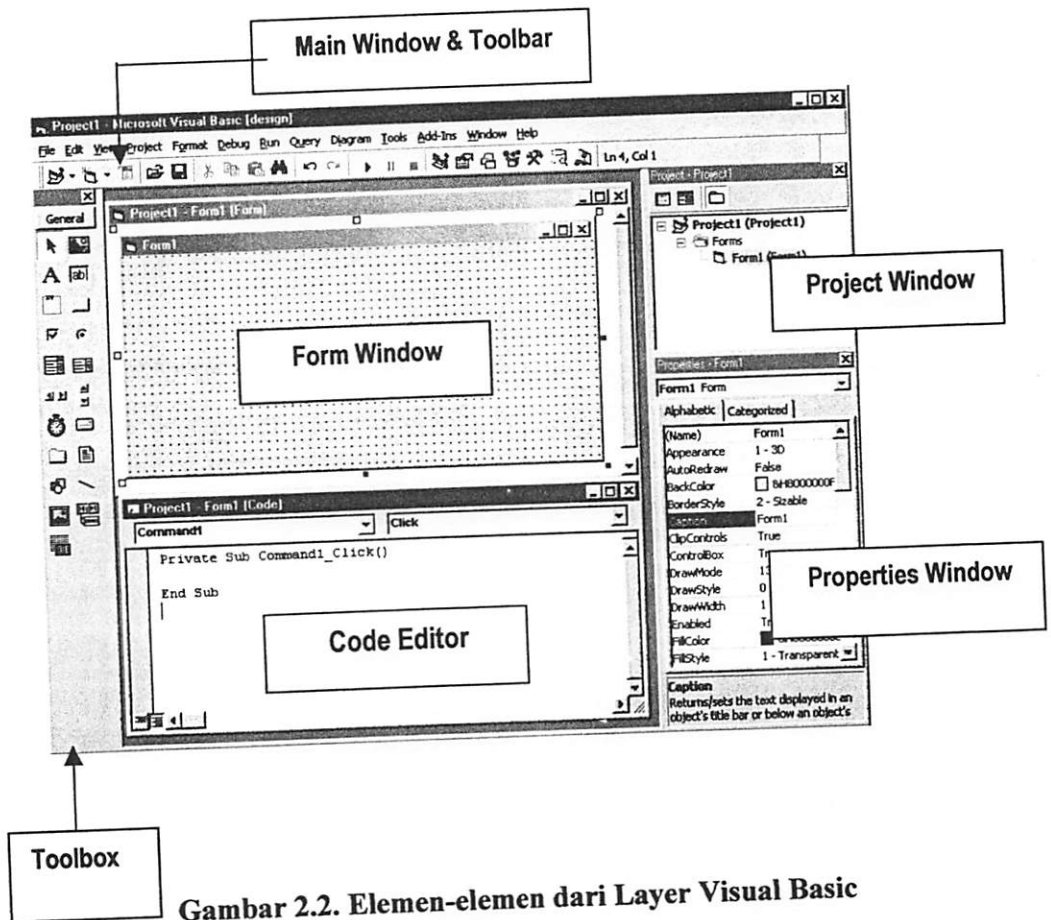 Main Window & Toolbar
Project1 - Microsoft Visual Basic [design]
File Edit View Project Format Debug Run Query Diagram Tools Add-Ins Window Help
Ln 4, Col 1
General
Project1 - Form1 (Form)
Form1
Form Window
Project - Project1
Project1 (Project1)
Forms
Form1 (Form1)
Project Window
Properties - Form1
Form1 Form
Alphabetic Categorized
(Name) Form1
Appearance 1 - 3D
AutoRedraw False
BackColor &H8000000F
BorderStyle 2 - Sizable
Caption Form1
ClipControls True
ControlBox
DrawMode
DrawStyle 0
DrawWidth 1
Enabled
FillColor
FillStyle 1 - Transparent
Properties Window
Caption
Returns/sets the text displayed in an
object's title bar or below an object's
Project1 - Form1 (Code)
Command1 Click
Private Sub Command1_Click()
End Sub
Code Editor
Toolbox
Gambar 2.2. Elemen-elemen dari Layer Visual Basic